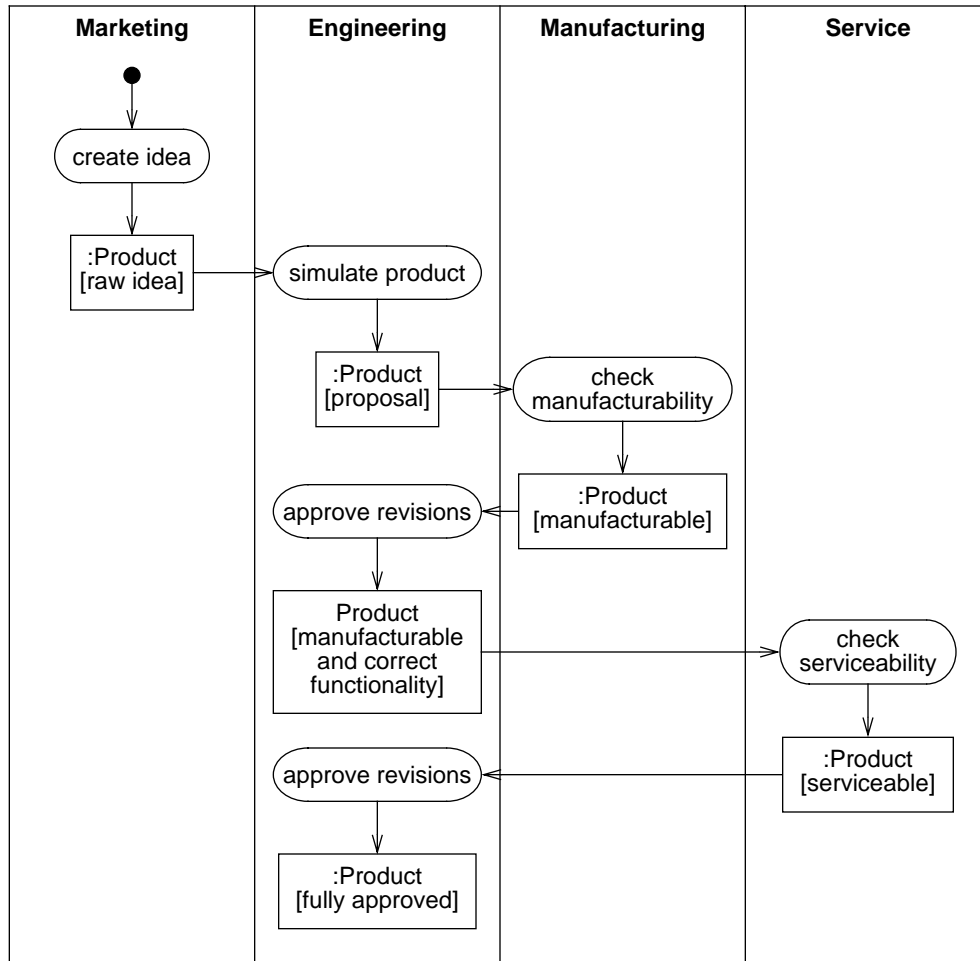 Marketing
Engineering
Manufacturing
Service
create idea
:Product
[raw idea]
simulate product
:Product
[proposal]
check
manufacturability
:Product
[manufacturable]
approve revisions
Product
[manufacturable
and correct
functionality]
check
serviceability
:Product
[serviceable]
approve revisions
:Product
[fully approved]